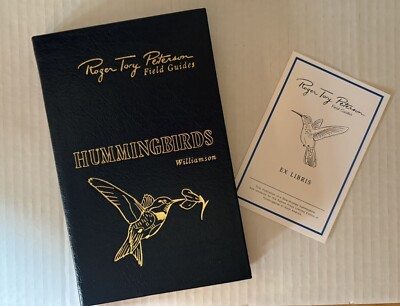 Roger Tory Peterson
Field Guides
HUMMINGBIRDS
Williamson
Roger Tory Peterson
Field Guides
EX LIBRIS